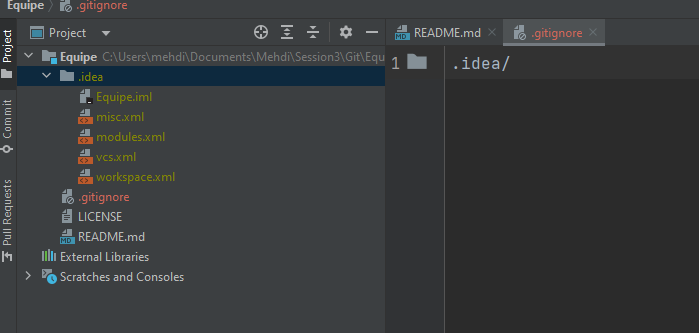 Equipe .gitignore
Project
README.md .gitignore
Project
Commit
Pull Requests
Equipe C:\Users\mehdi\Documents\Mehdi\Session3\Git\Equ
.idea
Equipe.iml
misc.xml
modules.xml
vcs.xml
workspace.xml
.gitignore
LICENSE
MD README.md
External Libraries
Scratches and Consoles
1 .idea/